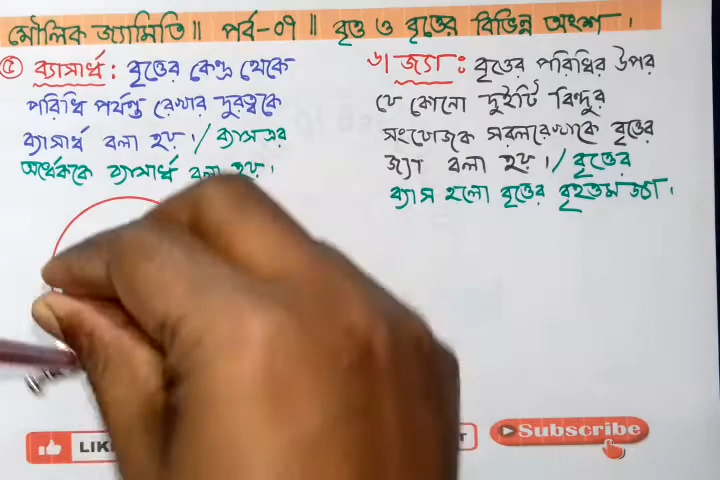 মৌলিক জ্যামিতি॥ পর্ব-০৭॥ বৃত্ত ও বৃত্তের বিভিন্ন অংশ।
৫ ব্যাসার্ধ: বৃত্তের কেন্দ্র থেকে
পরিধি পর্যন্ত রেখার দুরত্বকে
ব্যাসার্ধ বলা হয়।/ ব্যাসের
অর্ধেককে ব্যাসার্ধ বলা হয়।
৬। জ্যা: বৃত্তের পরিধির উপর
যে কোনো দুইটি বিন্দুর
সংযোজক সরলরেখাকে বৃত্তের
জ্যা বলা হয়।/ বৃত্তের
ব্যাস হলো বৃত্তের বৃহত্তম জ্যা।
Subscribe